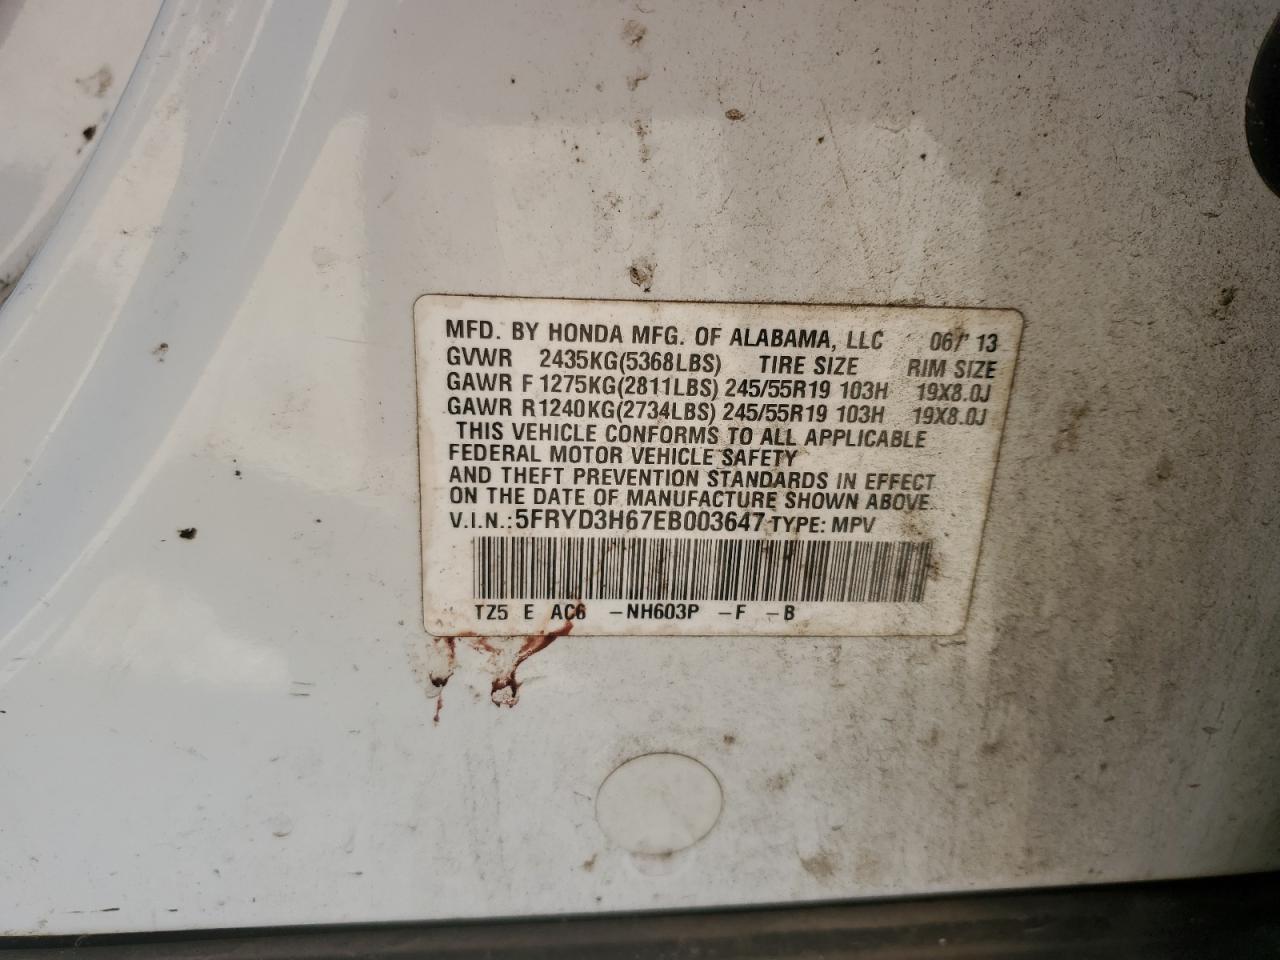 MFD. BY HONDA MFG. OF ALABAMA, LLC 06/'13
GVWR 2435KG(5368LBS) TIRE SIZE RIM SIZE
GAWR F 1275KG(2811LBS) 245/55R19 103H 19X8.0J
GAWR R 1240KG(2734LBS) 245/55R19 103H 19X8.0J
THIS VEHICLE CONFORMS TO ALL APPLICABLE
FEDERAL MOTOR VEHICLE SAFETY
AND THEFT PREVENTION STANDARDS IN EFFECT
ON THE DATE OF MANUFACTURE SHOWN ABOVE.
V.I.N.: 5FRYD3H67EB003647 TYPE: MPV
TZ5 E AC6 -NH603P -F -B